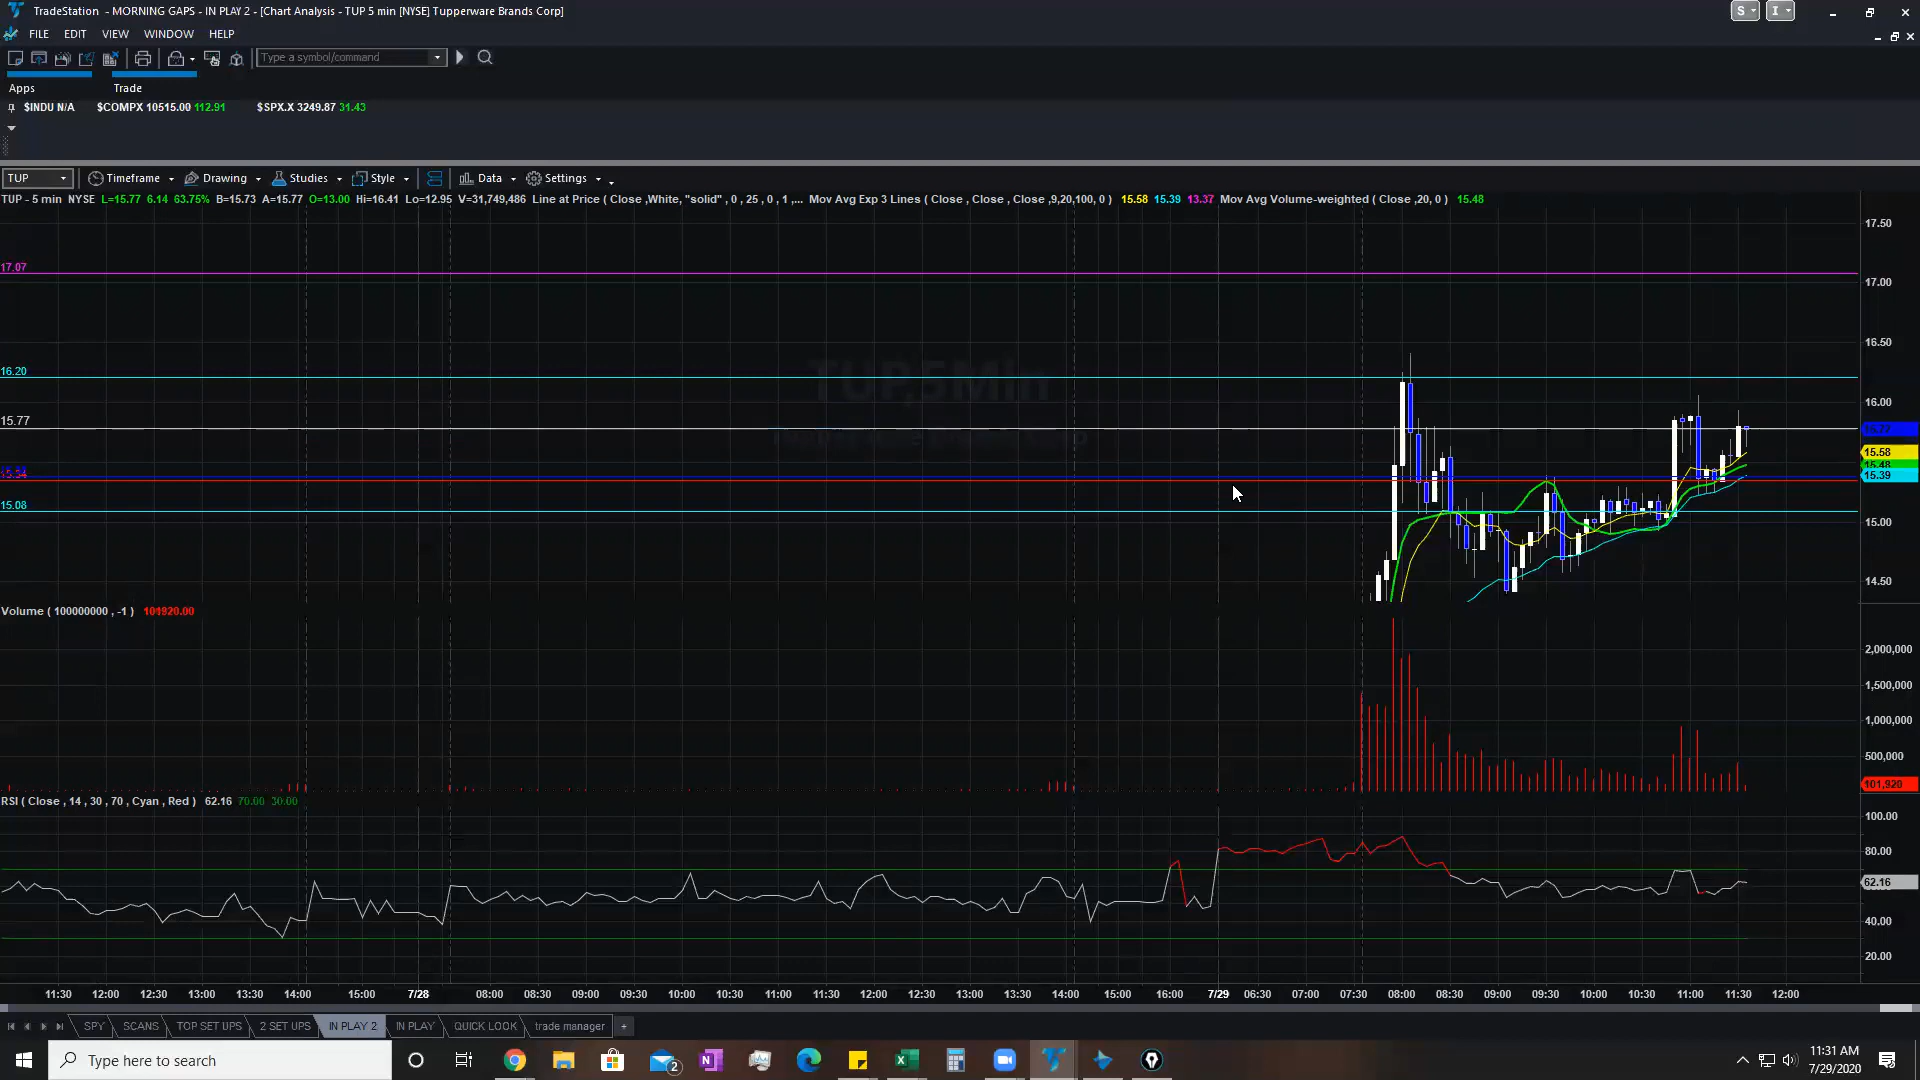 TradeStation - MORNING GAPS - IN PLAY 2 - [Chart Analysis - TUP 5 min [NYSE] Tupperware Brands Corp]
S I
FILE EDIT VIEW WINDOW HELP
Type a symbol/command
Apps Trade
$INDU N/A $COMPX 10515.00 112.91 $SPX.X 3249.87 31.43
TUP Timeframe Drawing Studies Style Data Settings
TUP - 5 min NYSE L=15.77 6.14 63.75% B=15.73 A=15.77 O=13.00 Hi=16.41 Lo=12.95 V=31,749,486 Line at Price ( Close ,White, "solid" , 0 , 25 , 0 , 1 ,... Mov Avg Exp 3 Lines ( Close , Close , Close ,9,20,100, 0 ) 15.58 15.39 13.37 Mov Avg Volume-weighted ( Close ,20, 0 ) 15.48
17.50
17.07
17.00
16.50
16.20
TUP,5Min
16.00
15.77
15.77
15.58
15.48
15.34
15.39
15.08
15.00
14.50
Volume ( 100000000 , -1 ) 101920.00
2,000,000
1,500,000
1,000,000
500,000
101,920
RSI ( Close , 14 , 30 , 70 , Cyan , Red ) 62.16 70.00 30.00
100.00
80.00
62.16
40.00
20.00
11:30 12:00 12:30 13:00 13:30 14:00 15:00 7/28 08:00 08:30 09:00 09:30 10:00 10:30 11:00 11:30 12:00 12:30 13:00 13:30 14:00 15:00 16:00 7/29 06:30 07:00 07:30 08:00 08:30 09:00 09:30 10:00 10:30 11:00 11:30 12:00
SPY SCANS TOP SET UPS 2 SET UPS IN PLAY 2 IN PLAY QUICK LOOK trade manager +
Type here to search
2
11:31 AM
7/29/2020